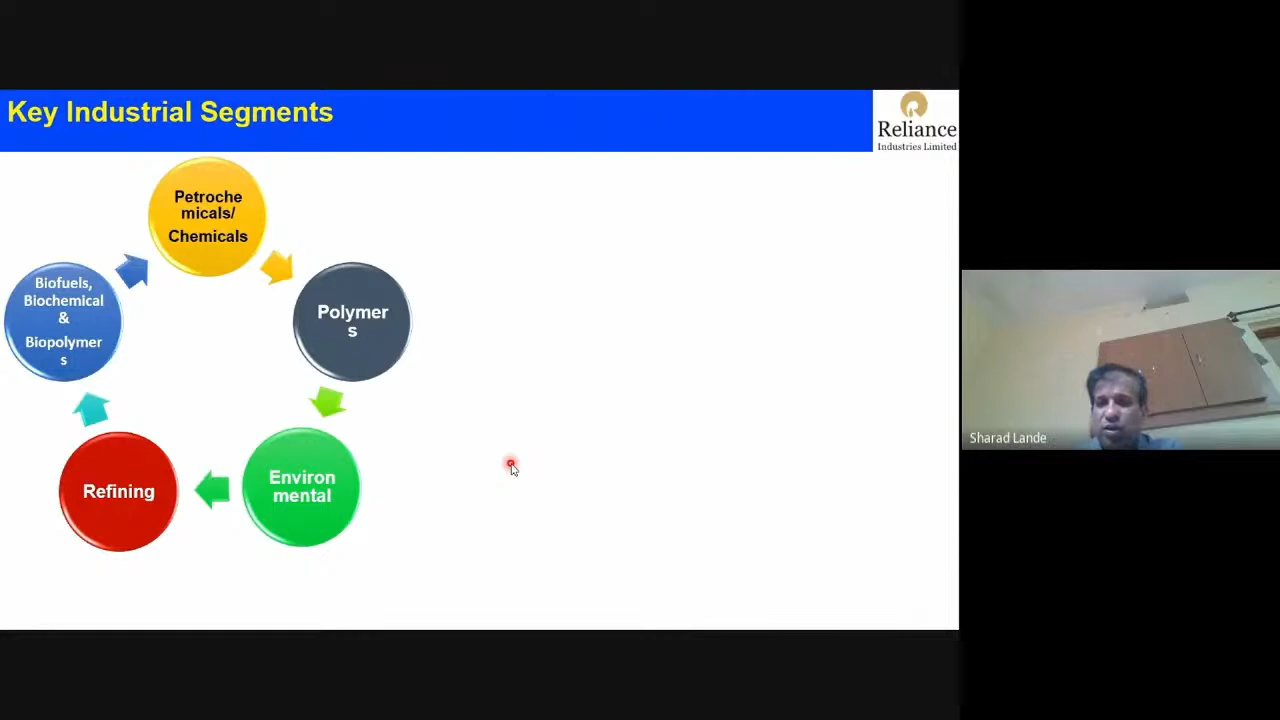 Key Industrial Segments
Reliance
Industries Limited
Petroche
micals/
Chemicals
Polymer
s
Environ
mental
Refining
Biofuels,
Biochemical
&
Biopolymer
s
Sharad Lande